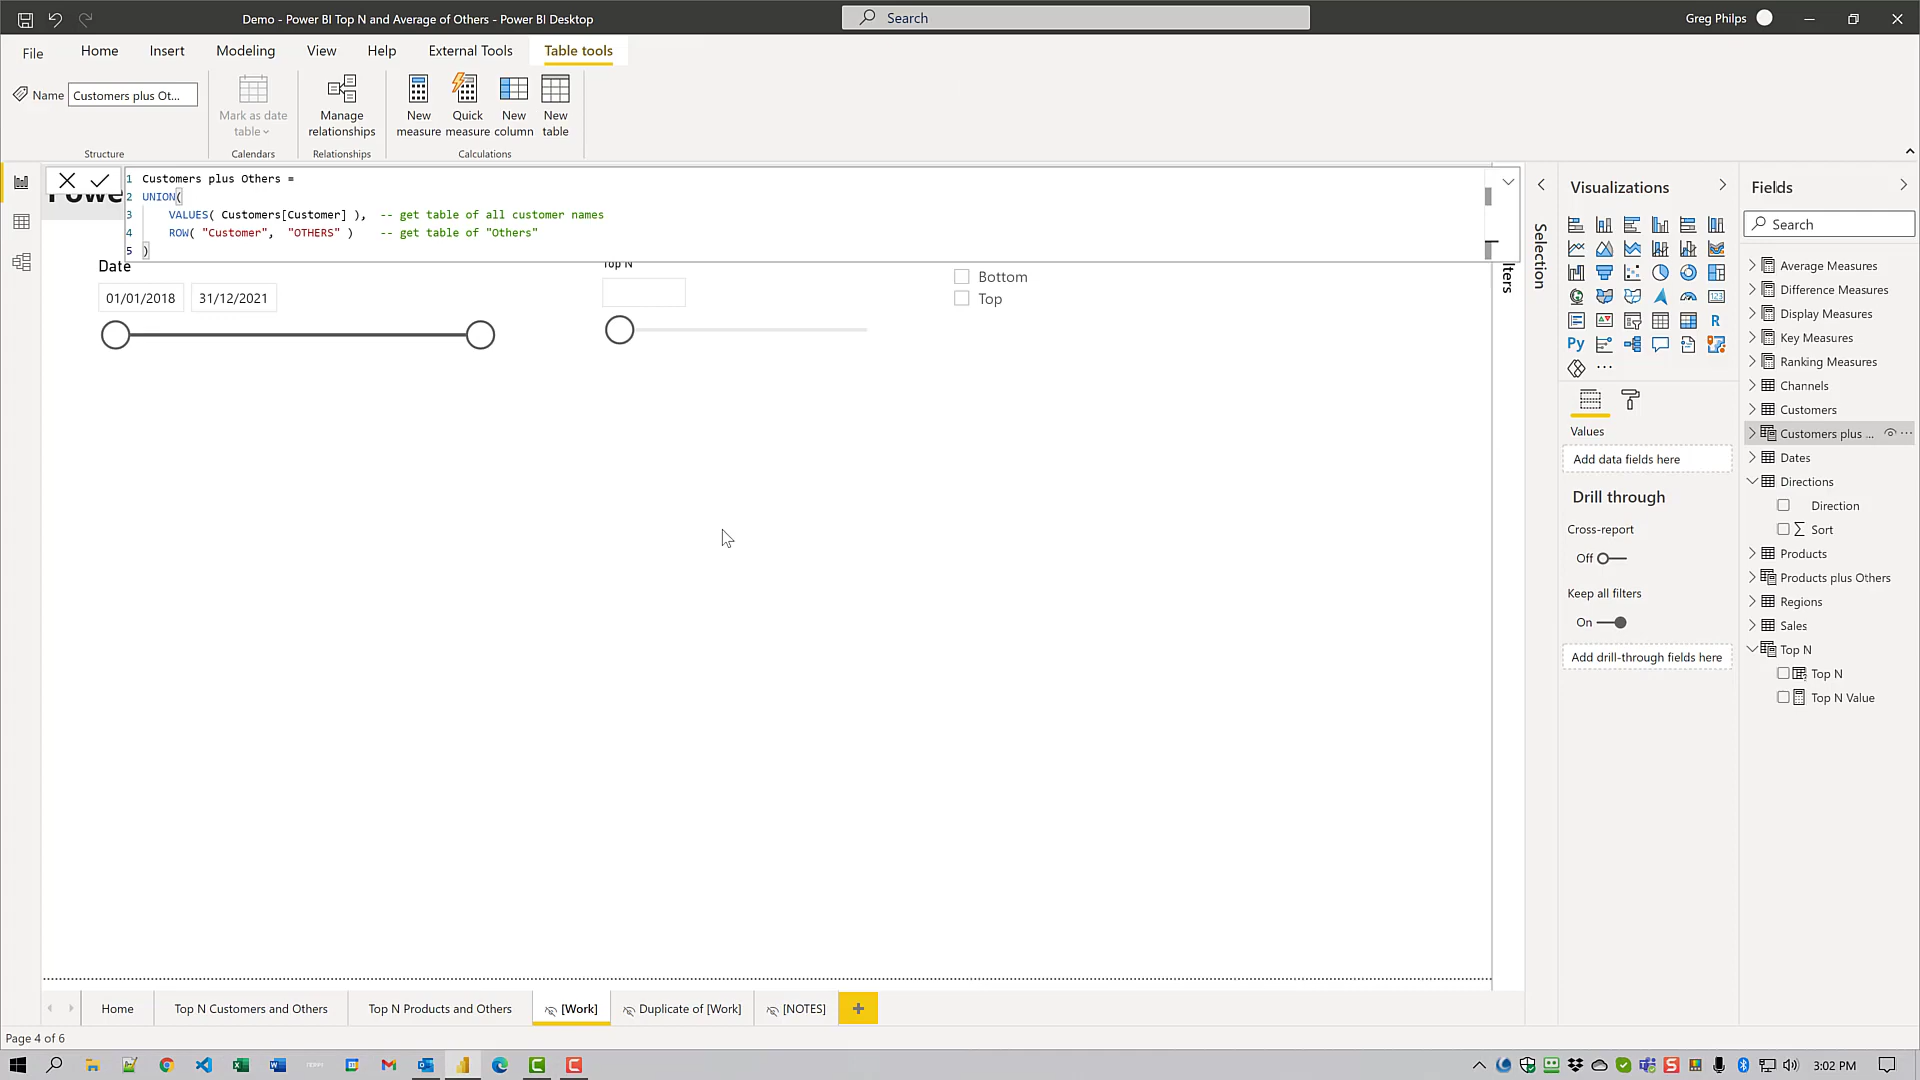 Demo - Power BI Top N and Average of Others - Power BI Desktop
Search
Greg Philps
File
Home
Insert
Modeling
View
Help
External Tools
Table tools
Name
Customers plus Ot...
Mark as date
table
Manage
relationships
New
measure
Quick
measure
New
column
New
table
Structure
Calendars
Relationships
Calculations
1 Customers plus Others =
2 UNION(
3 VALUES( Customers[Customer] ), -- get table of all customer names
4 ROW( "Customer", "OTHERS" ) -- get table of "Others"
5 )
Date
01/01/2018
31/12/2021
Top N
Bottom
Top
Selection
Visualizations
R
Py
123
Values
Add data fields here
Drill through
Cross-report
Off
Keep all filters
On
Add drill-through fields here
Fields
Search
Average Measures
Difference Measures
Display Measures
Key Measures
Ranking Measures
Channels
Customers
Customers plus ...
Dates
Directions
Direction
Sort
Products
Products plus Others
Regions
Sales
Top N
Top N
Top N Value
Home
Top N Customers and Others
Top N Products and Others
[Work]
Duplicate of [Work]
[NOTES]
Page 4 of 6
3:02 PM